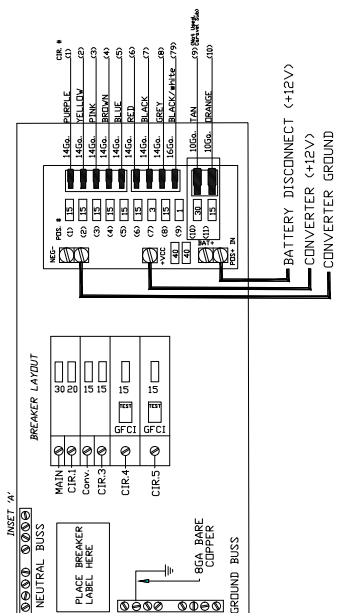 INSET 'A'
NEUTRAL BUSS
PLACE BREAKER
LABEL HERE
GROUND BUSS
8GA BARE
COPPER
BREAKER LAYOUT
MAIN 30
CIR.1 20
Conv. 15
CIR.3 15
CIR.4 GFCI TEST 15
CIR.5 GFCI TEST 15
NEG-
+VCC
40
40
BAT+
POS+ IN
POS. # CIR. #
(1) 15 14Ga. PURPLE (1)
(2) 15 14Ga. YELLOW (2)
(3) 15 14Ga. PINK (3)
(4) 15 14Ga. BROWN (4)
(5) 15 14Ga. BLUE (5)
(6) 15 RED (6)
(7) 3 14Ga. BLACK (7)
(8) 15 14Ga. GREY (8)
(9) 1 16Ga. BLACK/white (79)
(10) 30 10Ga. TAN (9) (Not Used
(11) 15 10Ga. ORANGE (10)
BATTERY DISCONNECT (+12V)
CONVERTER (+12V)
CONVERTER GROUND